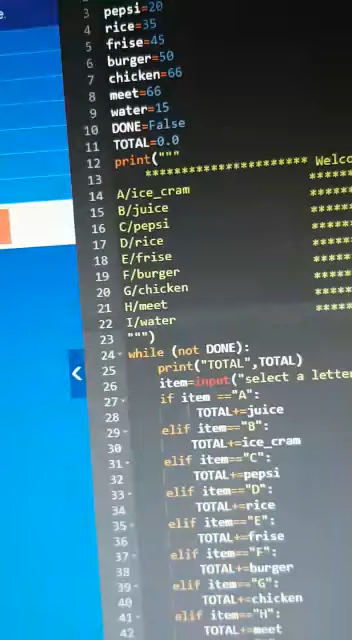 e.
3 pepsi=20
4 rice=35
5 frise=45
6 burger=50
7 chicken=66
8 meet=66
9 water=15
10 DONE=False
11 TOTAL=0.0
12 print("""
13 ********************** Welco
14 A/ice_cram ******
15 B/juice ******
16 C/pepsi ******
17 D/rice ******
18 E/frise ******
19 F/burger ******
20 G/chicken ******
21 H/meet ******
22 I/water
23 """)
24 while (not DONE):
25 print("TOTAL",TOTAL)
26 item=input("select a letter
27 if item =="A":
28 TOTAL+=juice
29 elif item=="B":
30 TOTAL+=ice_cram
31 elif item=="C":
32 TOTAL+=pepsi
33 elif item=="D":
34 TOTAL+=rice
35 elif item=="E":
36 TOTAL+=frise
37 elif item=="F":
38 TOTAL+=burger
39 elif item=="G":
40 TOTAL+=chicken
41 elif item=="H":
42 TOTAL+=meet